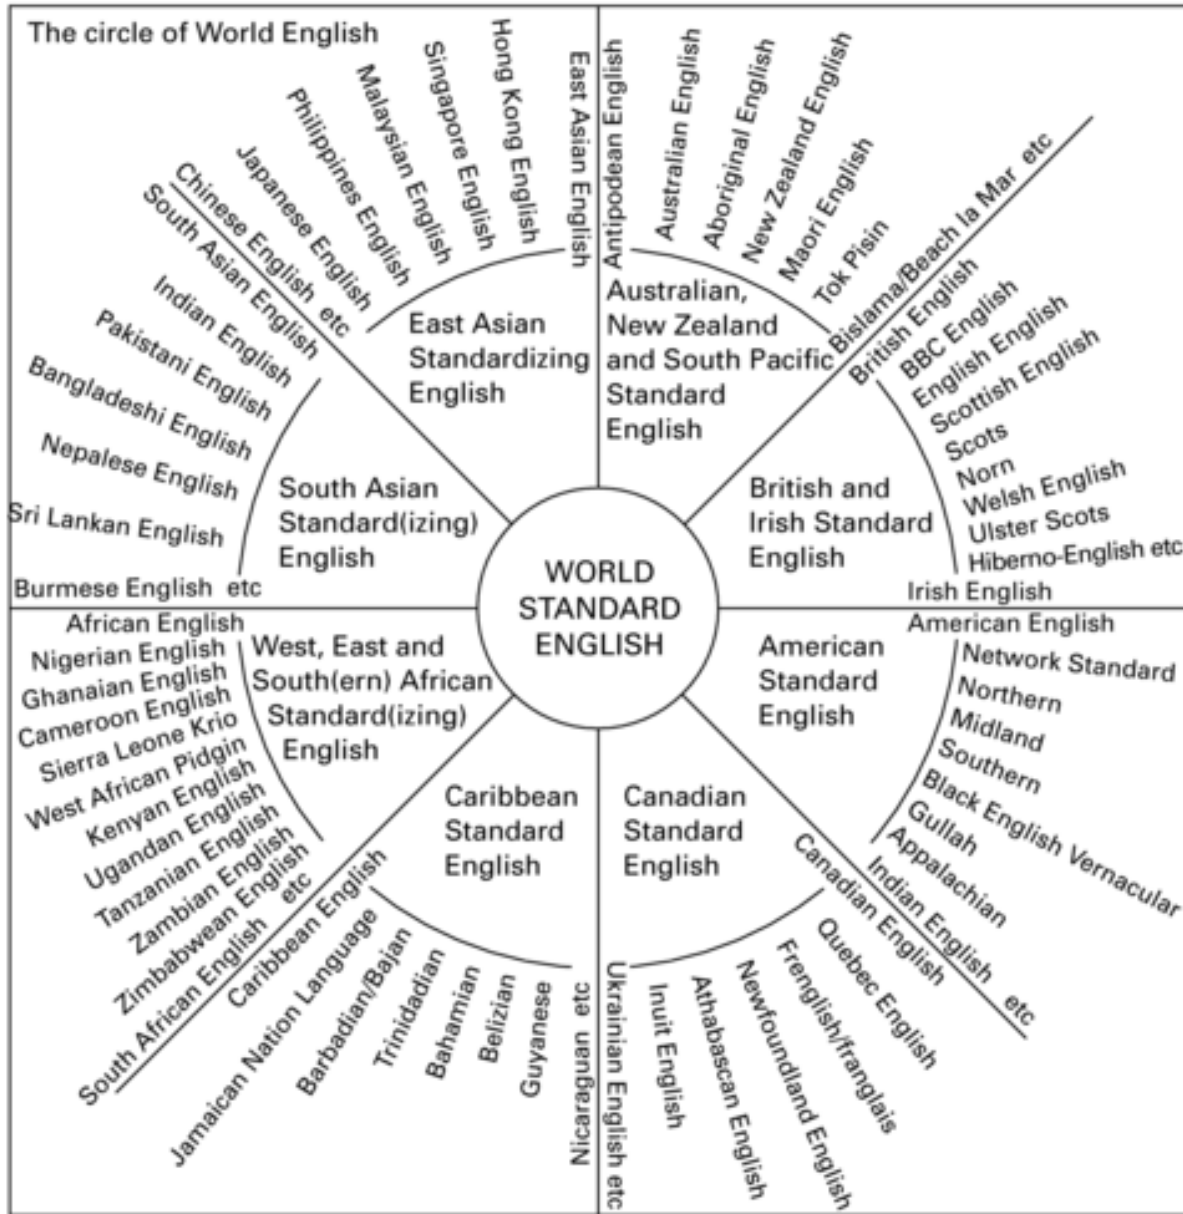 The circle of World English
East Asian English
Hong Kong English
Singapore English
Malaysian English
Philippines English
Japanese English
Chinese English etc
East Asian
Standardizing
English
Antipodean English
Australian English
Aboriginal English
New Zealand English
Maori English
Tok Pisin
Bislama/Beach la Mar etc
Australian,
New Zealand
and South Pacific
Standard
English
British English
BBC English
English English
Scottish English
Scots
Norn
Welsh English
Ulster Scots
Hiberno-English etc
Irish English
British and
Irish Standard
English
American English
Network Standard
Northern
Midland
Southern
Black English Vernacular
Gullah
Appalachian
Indian English etc
American
Standard
English
Canadian English
Quebec English
Frenglish/franglais
Newfoundland English
Athabascan English
Inuit English
Ukrainian English etc
Canadian
Standard
English
Caribbean English
Jamaican Nation Language
Barbadian/Bajan
Trinidadian
Bahamian
Belizian
Guyanese
Nicaraguan etc
Caribbean
Standard
English
African English
Nigerian English
Ghanaian English
Cameroon English
Sierra Leone Krio
West African Pidgin
Kenyan English
Ugandan English
Tanzanian English
Zambian English
Zimbabwean English
South African English etc
West, East and
South(ern) African
Standard(izing)
English
South Asian English
Indian English
Pakistani English
Bangladeshi English
Nepalese English
Sri Lankan English
Burmese English etc
South Asian
Standard(izing)
English
WORLD
STANDARD
ENGLISH